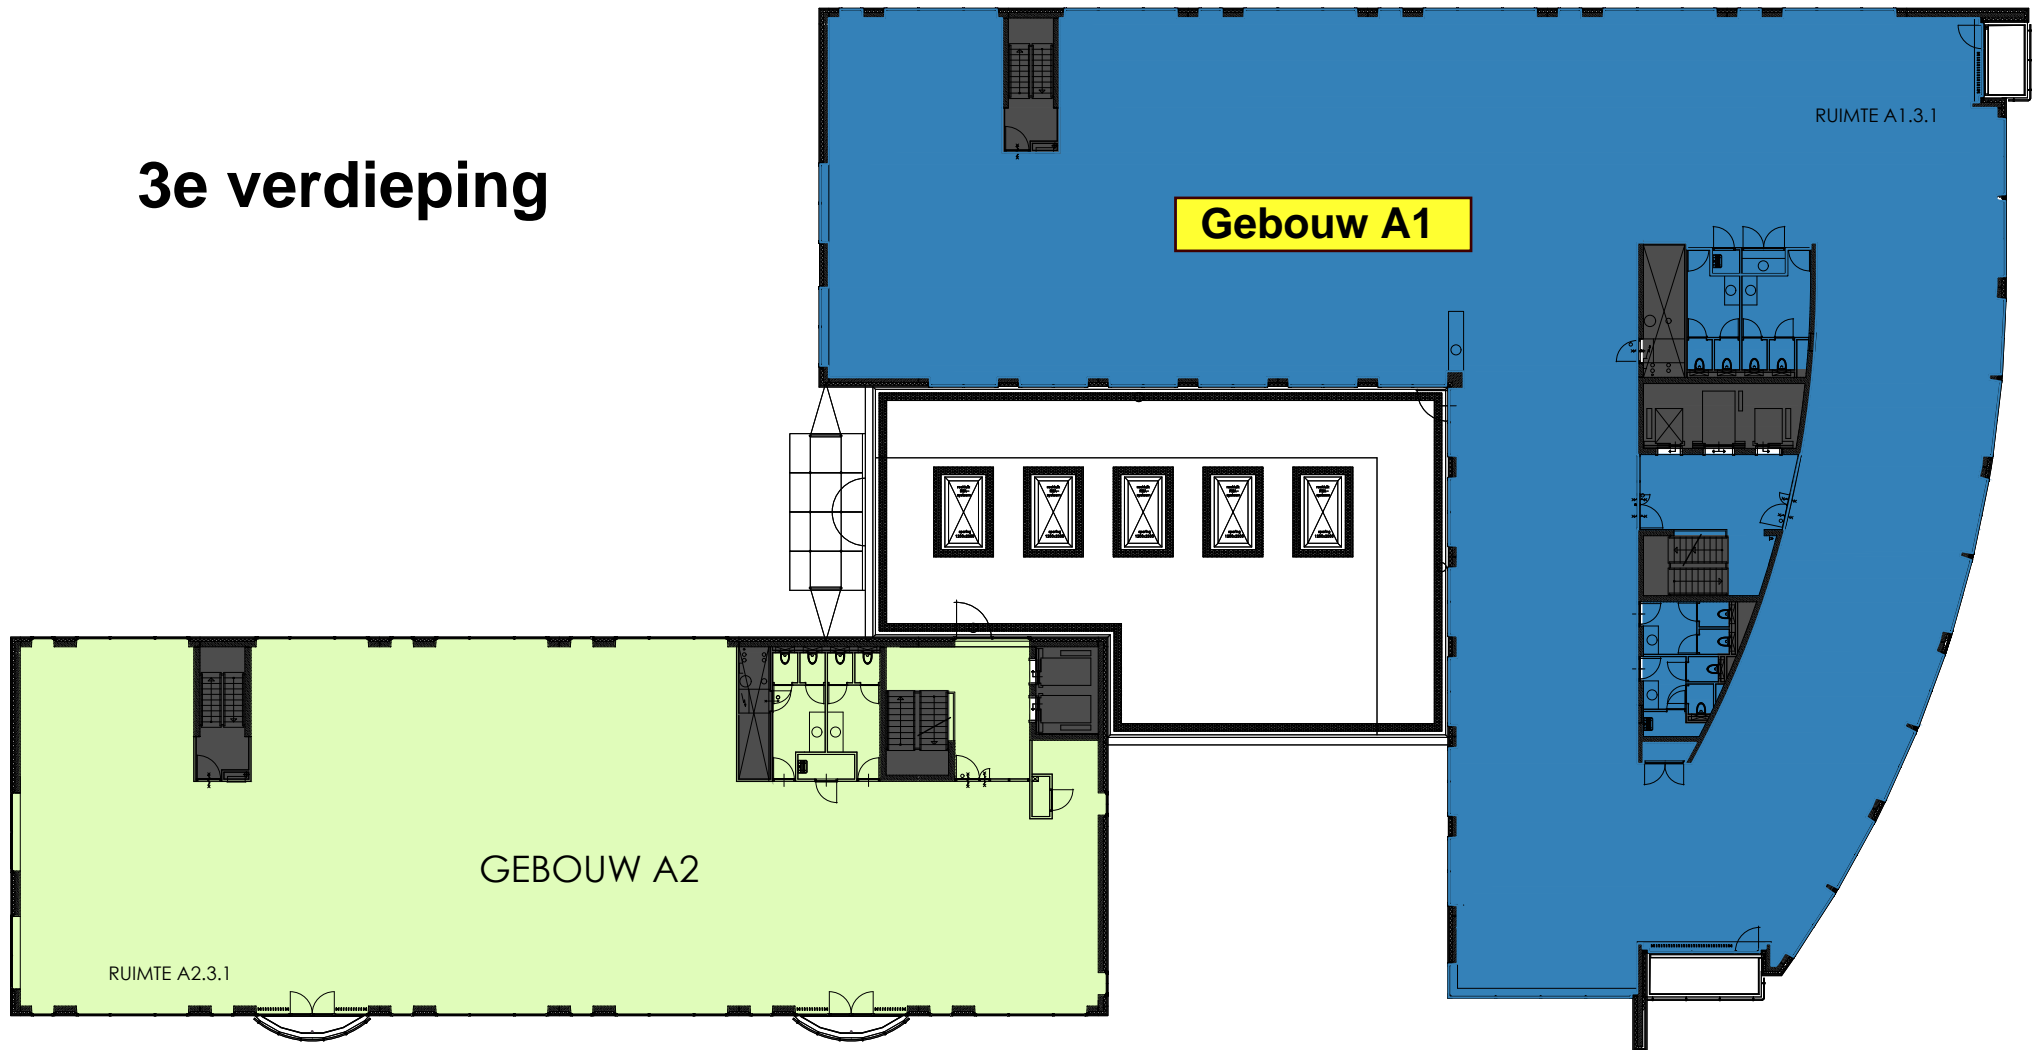 3e verdieping
RUIMTE A1.3.1
Gebouw A1
GEBOUW A2
RUIMTE A2.3.1